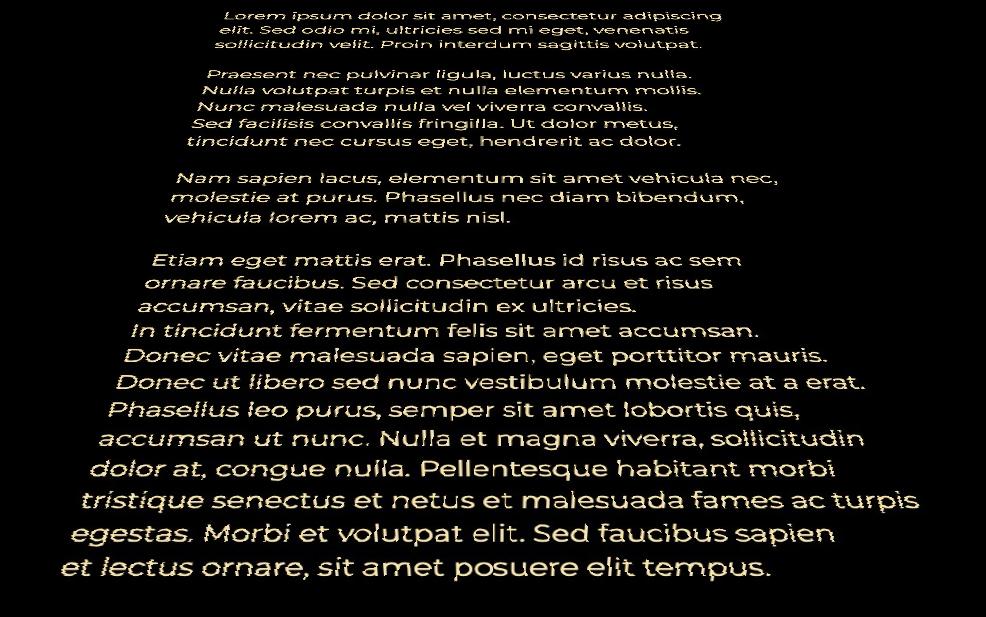 Lorem ipsum dolor sit amet, consectetur adipiscing
elit. Sed odio mi, ultricies sed mi eget, venenatis
sollicitudin velit. Proin interdum sagittis volutpat.
Praesent nec pulvinar ligula, luctus varius nulla.
Nulla volutpat turpis et nulla elementum mollis.
Nunc malesuada nulla vel viverra convallis.
Sed facilisis convallis fringilla. Ut dolor metus,
tincidunt nec cursus eget, hendrerit ac dolor.
Nam sapien lacus, elementum sit amet vehicula nec,
molestie at purus. Phasellus nec diam bibendum,
vehicula lorem ac, mattis nisl.
Etiam eget mattis erat. Phasellus id risus ac sem
ornare faucibus. Sed consectetur arcu et risus
accumsan, vitae sollicitudin ex ultricies.
In tincidunt fermentum felis sit amet accumsan.
Donec vitae malesuada sapien, eget porttitor mauris.
Donec ut libero sed nunc vestibulum molestie at a erat.
Phasellus leo purus, semper sit amet lobortis quis,
accumsan ut nunc. Nulla et magna viverra, sollicitudin
dolor at, congue nulla. Pellentesque habitant morbi
tristique senectus et netus et malesuada fames ac turpis
egestas. Morbi et volutpat elit. Sed faucibus sapien
et lectus ornare, sit amet posuere elit tempus.